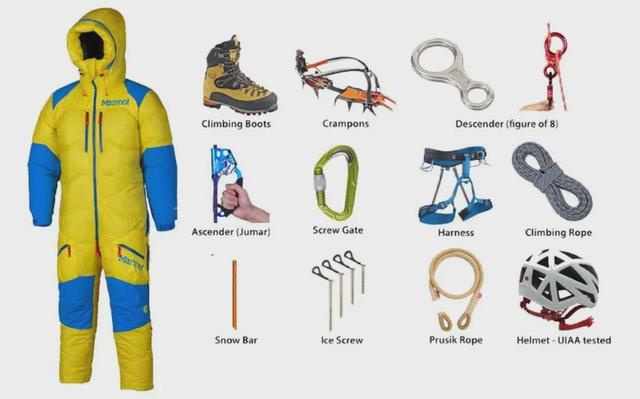 Marmot
Climbing Boots
Crampons
Descender (figure of 8)
Ascender (Jumar)
Screw Gate
Harness
Climbing Rope
Marmot
Snow Bar
Ice Screw
Prusik Rope
Helmet - UIAA tested